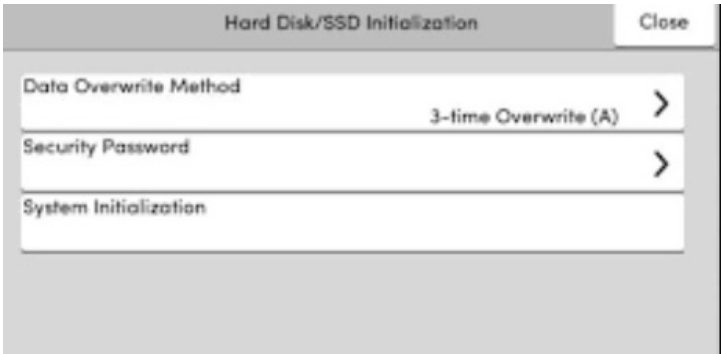 Hard Disk/SSD Initialization
Close
Data Overwrite Method
3-time Overwrite (A)
Security Password
System Initialization